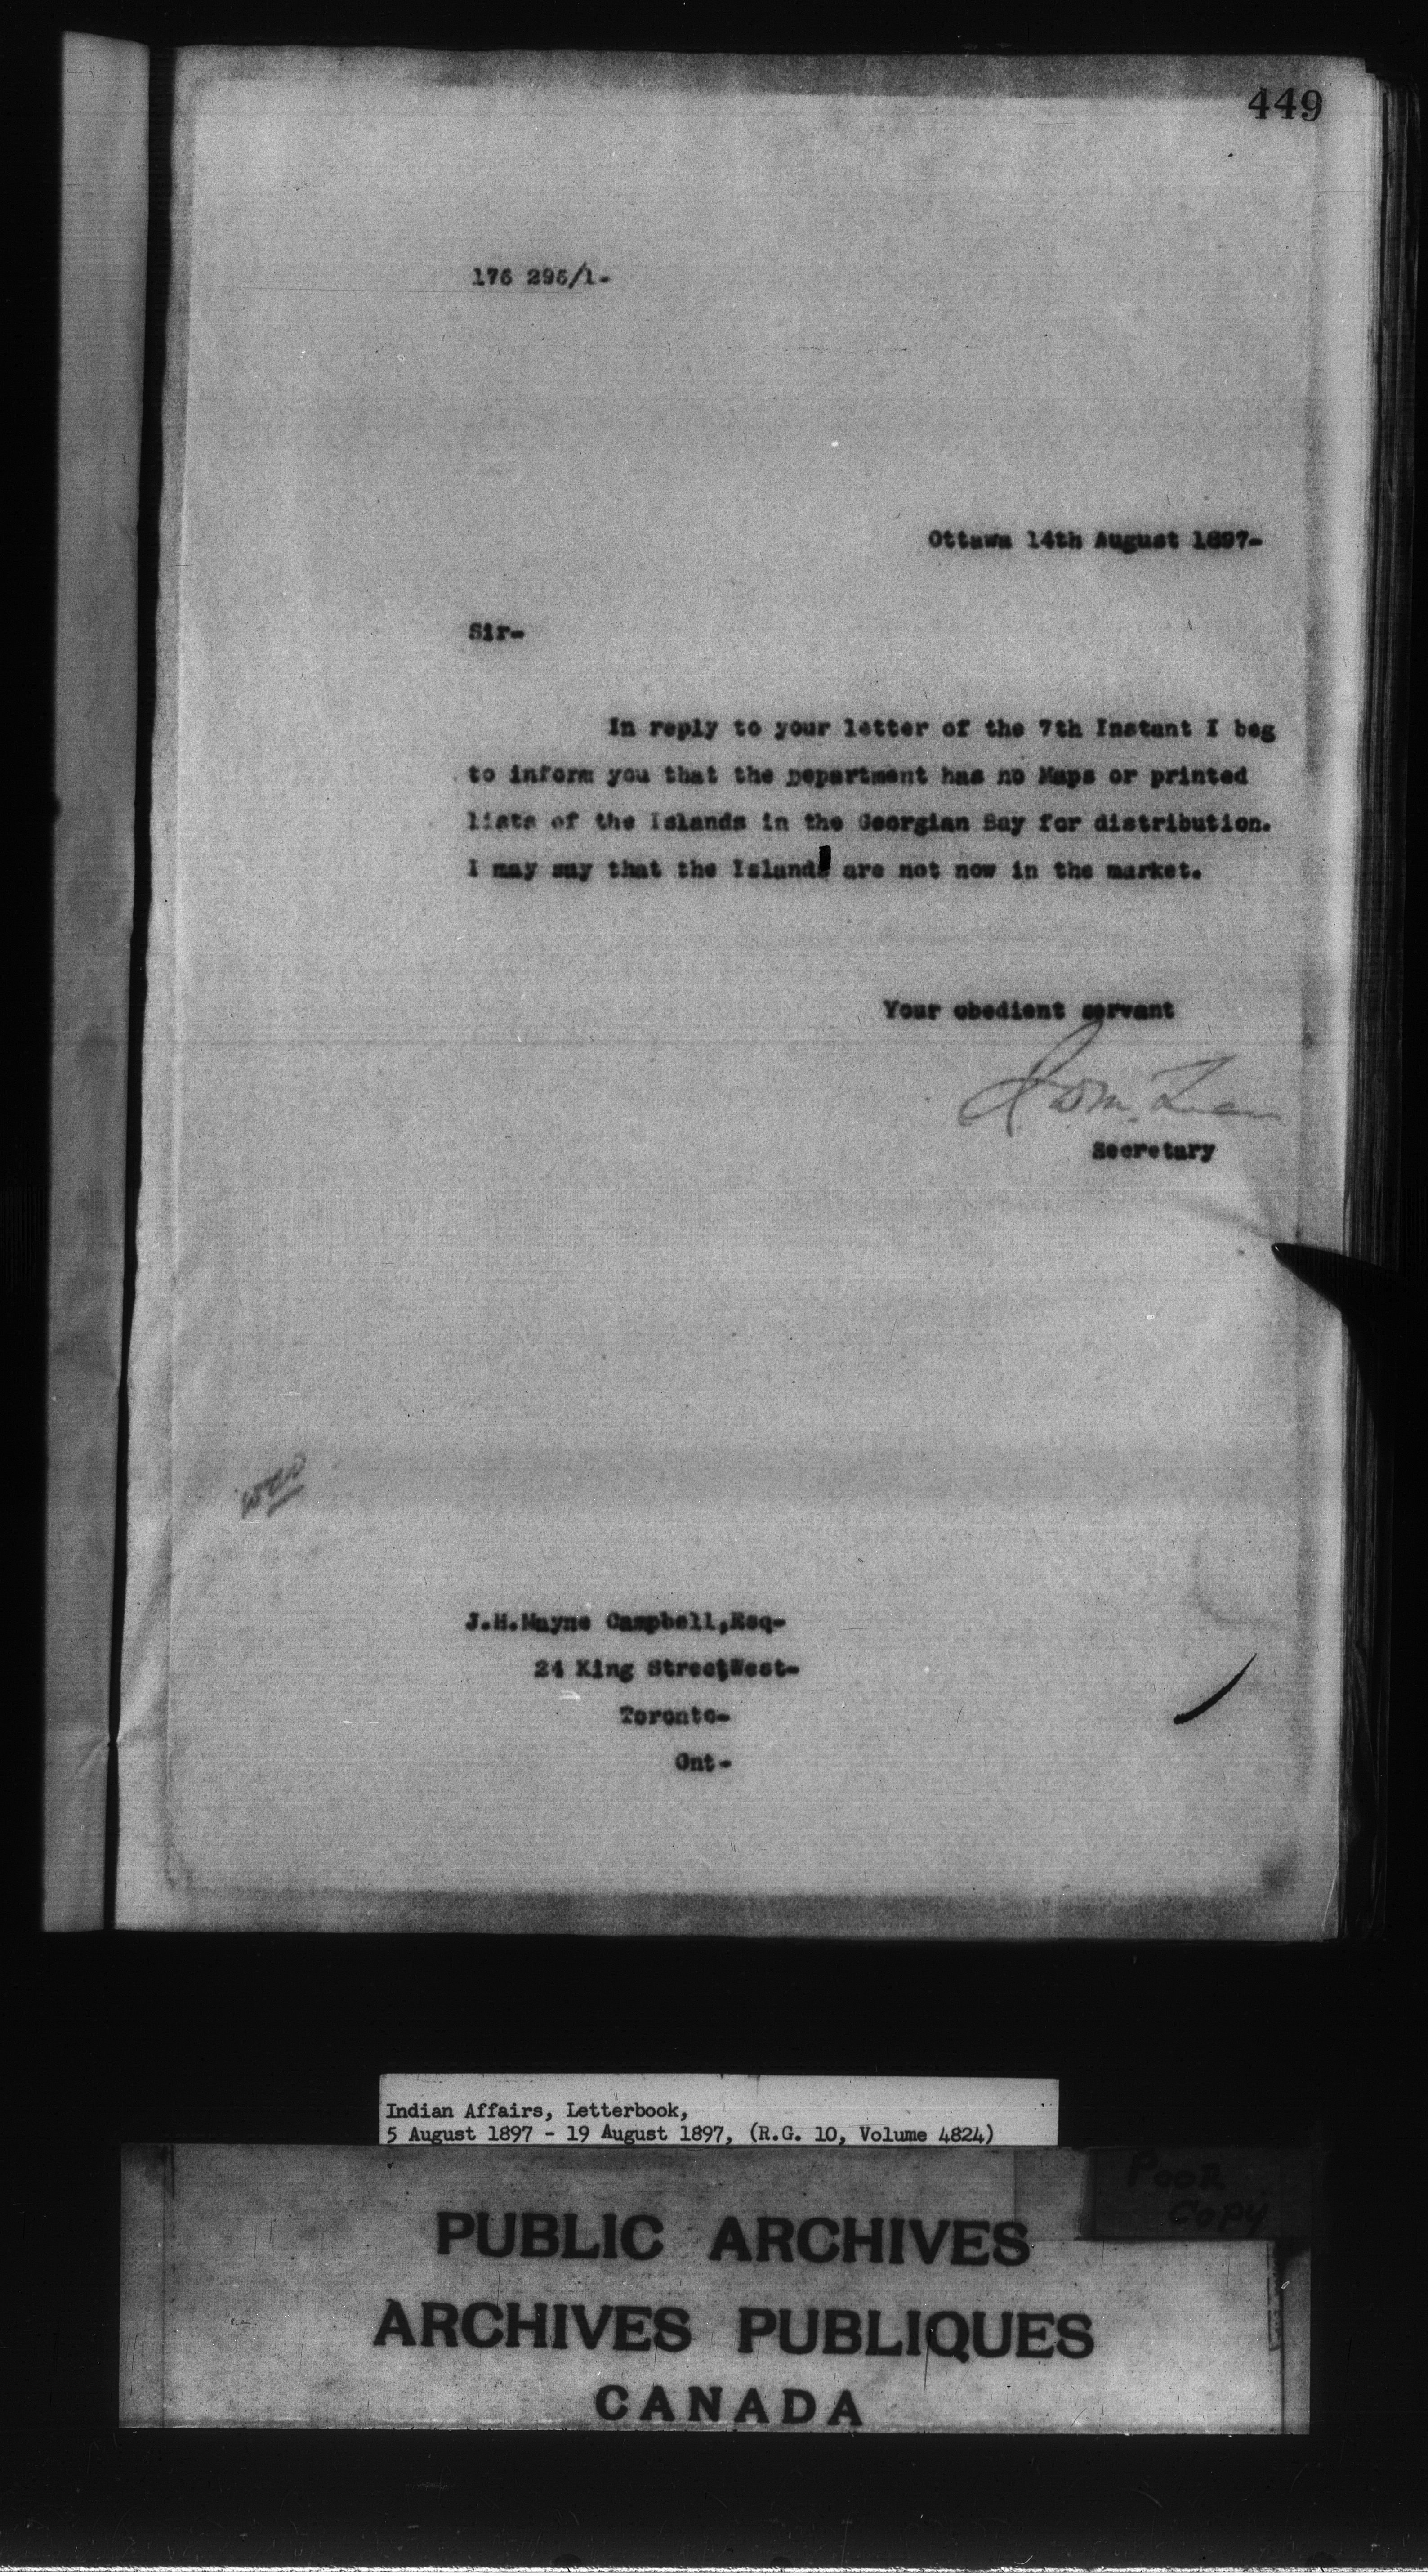 449
176 296/1-
Ottawa 14th August 1897-
Sir-
In reply to your letter of the 7th Instant I beg
to inform you that the Department has no Maps or printed
lists of the Islands in the Georgian Bay for distribution.
I may say that the Islands are not now in the market.
Your obedient servant
Secretary
J.H.Mayne Campbell,Esq-
24 King Street,West-
Toronto-
Ont-
Indian Affairs, Letterbook,
5 August 1897 - 19 August 1897, (R.G. 10, Volume 4824)
POOR
COPY
PUBLIC ARCHIVES
ARCHIVES PUBLIQUES
CANADA